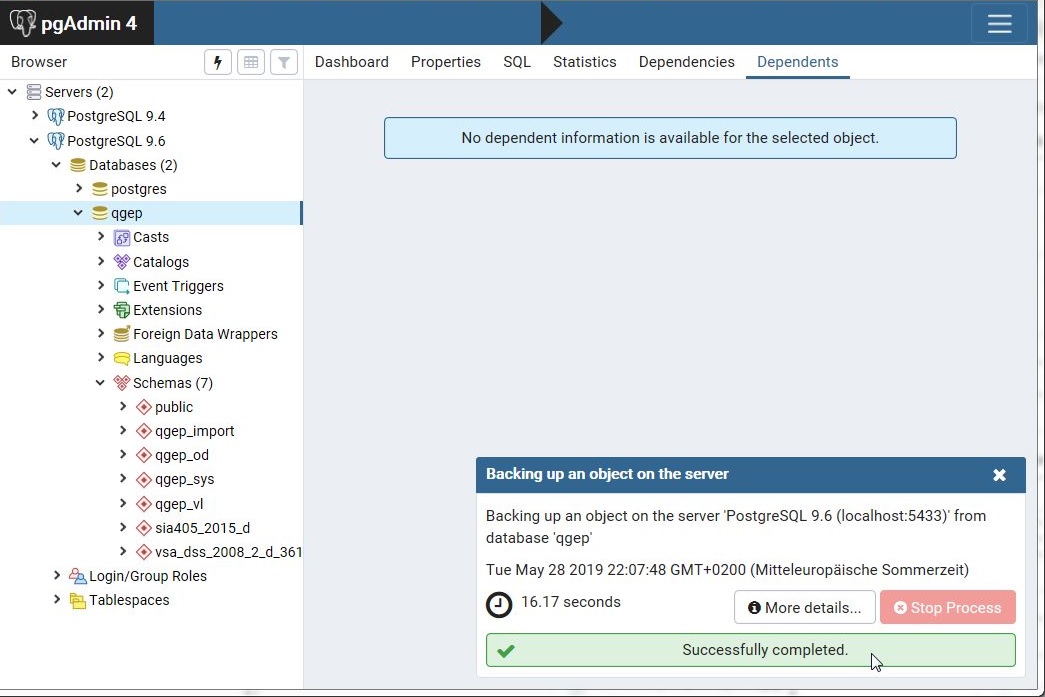 pgAdmin 4
Browser
Dashboard Properties SQL Statistics Dependencies Dependents
Servers (2)
PostgreSQL 9.4
PostgreSQL 9.6
Databases (2)
postgres
qgep
Casts
Catalogs
Event Triggers
Extensions
Foreign Data Wrappers
Languages
Schemas (7)
public
qgep_import
qgep_od
qgep_sys
qgep_vl
sia405_2015_d
vsa_dss_2008_2_d_361
Login/Group Roles
Tablespaces
No dependent information is available for the selected object.
Backing up an object on the server
Backing up an object on the server 'PostgreSQL 9.6 (localhost:5433)' from
database 'qgep'
Tue May 28 2019 22:07:48 GMT+0200 (Mitteleuropäische Sommerzeit)
16.17 seconds
More details...
Stop Process
Successfully completed.